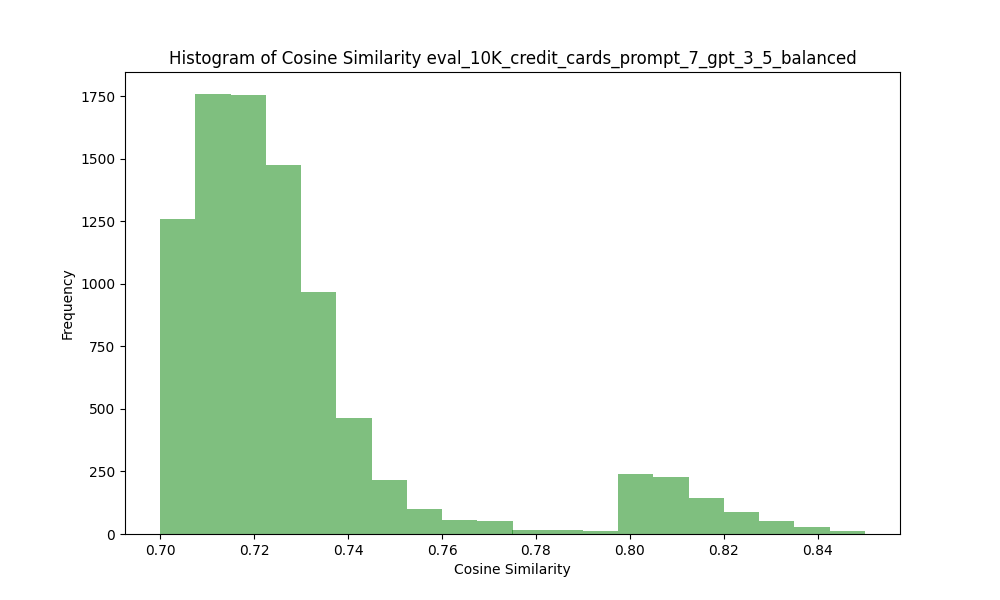 Histogram of Cosine Similarity eval_10K_credit_cards_prompt_7_gpt_3_5_balanced
1750
1500
1250
1000
750
500
250
0
Frequency
0.70 0.72 0.74 0.76 0.78 0.80 0.82 0.84
Cosine Similarity